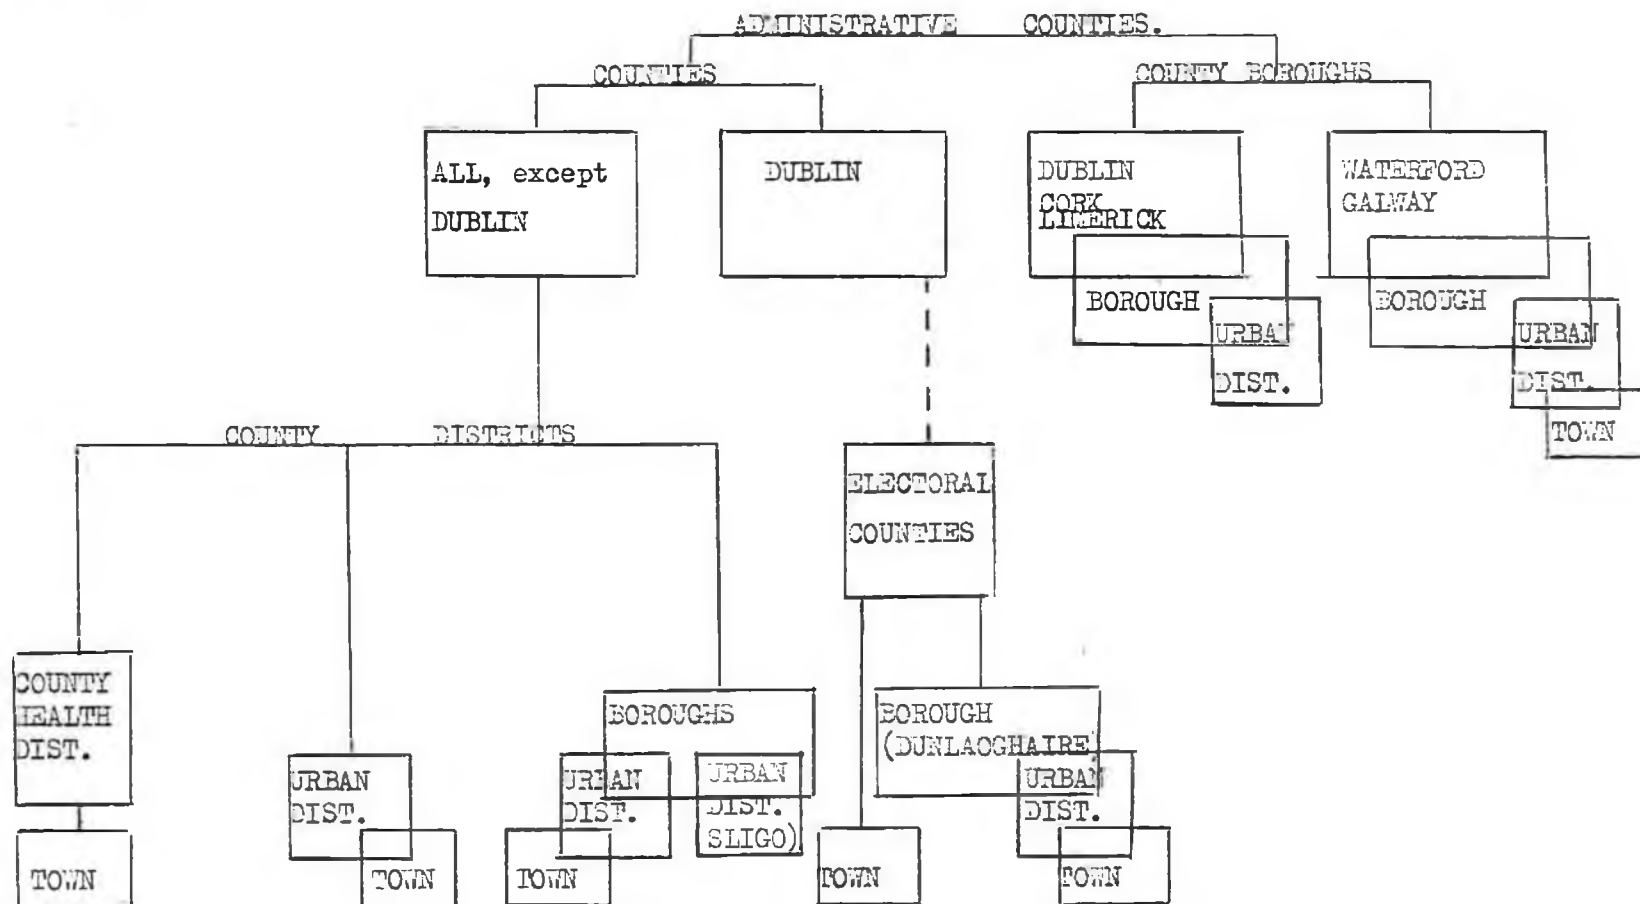 ADMINISTRATIVE COUNTIES.
COUNTIES
COUNTY BOROUGHS
ALL, except
DUBLIN
DUBLIN
DUBLIN
CORK
LIMERICK
WATERFORD
GALWAY
BOROUGH
URBAN
DIST.
BOROUGH
URBAN
DIST.
TOWN
COUNTY DISTRICTS
ELECTORAL
COUNTIES
COUNTY
HEALTH
DIST.
TOWN
URBAN
DIST.
TOWN
BOROUGHS
URBAN
DIST.
TOWN
URBAN
DIST.
SLIGO)
TOWN
BOROUGH
(DUNLAOGHAIRE)
URBAN
DIST.
TOWN